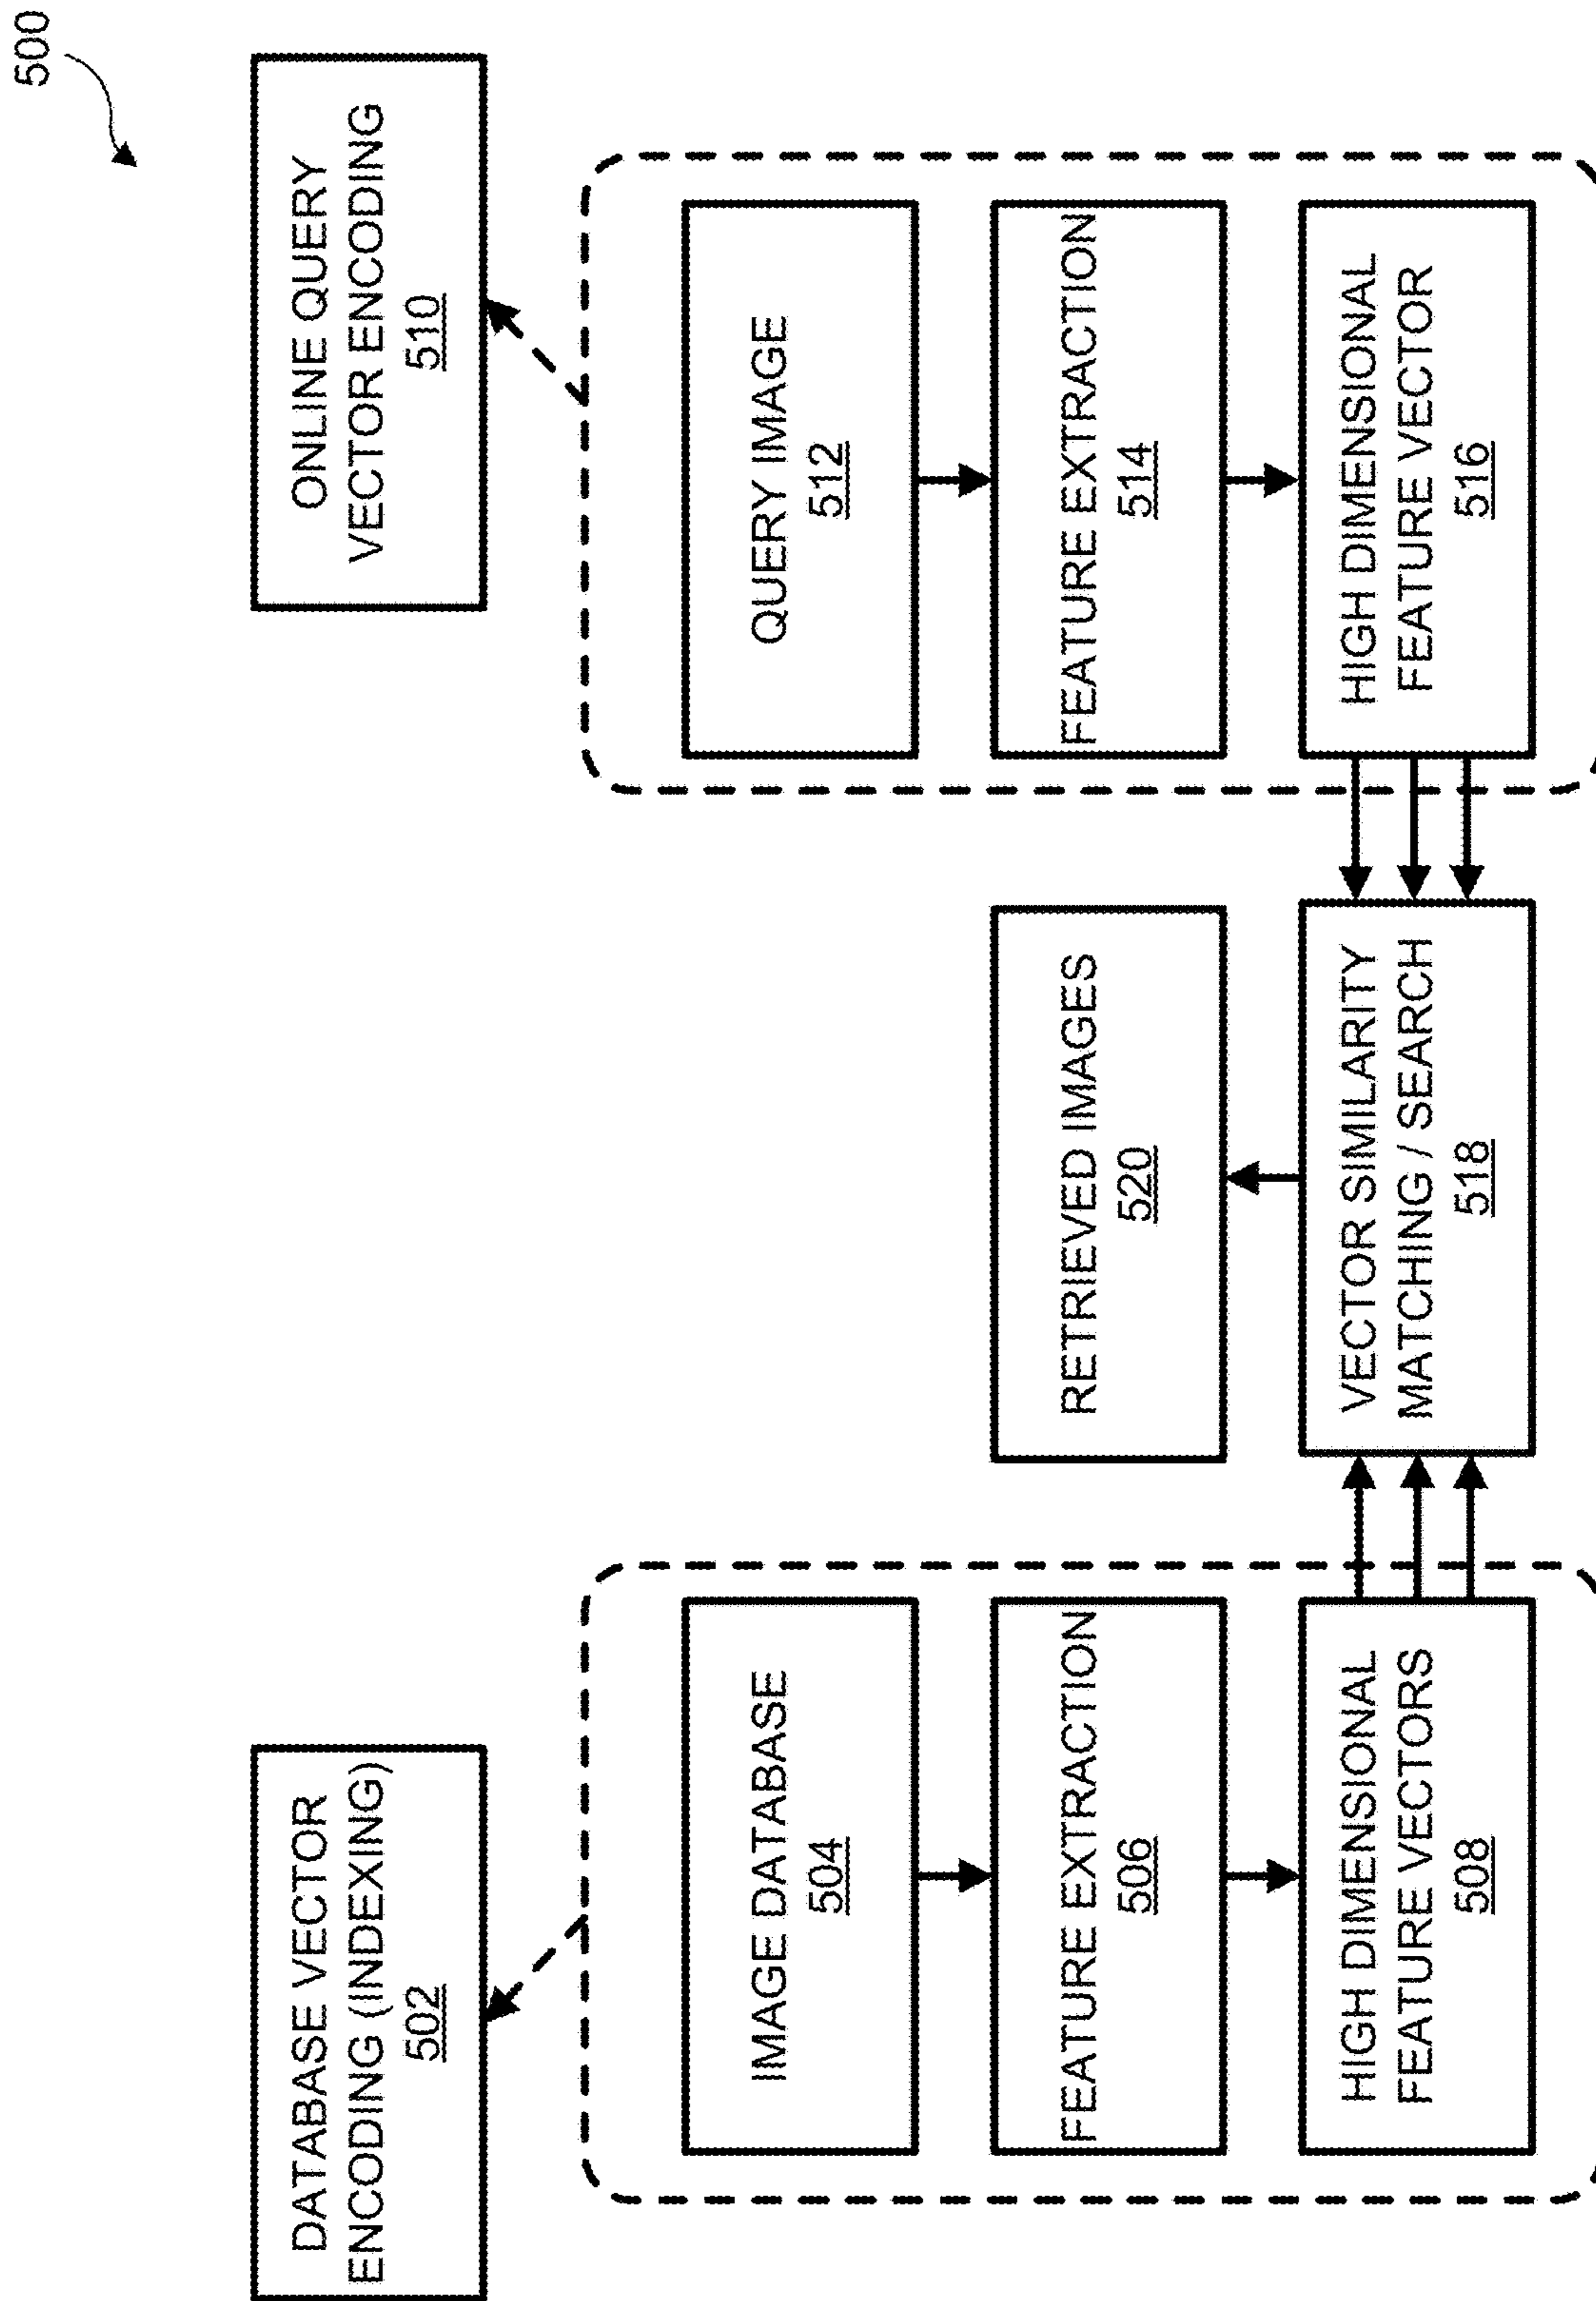 500
DATABASE VECTOR
ENCODING (INDEXING)
502
ONLINE QUERY
VECTOR ENCODING
510
IMAGE DATABASE
504
QUERY IMAGE
512
FEATURE EXTRACTION
506
RETRIEVED IMAGES
520
FEATURE EXTRACTION
514
HIGH DIMENSIONAL
FEATURE VECTORS
508
VECTOR SIMILARITY
MATCHING / SEARCH
518
HIGH DIMENSIONAL
FEATURE VECTOR
516